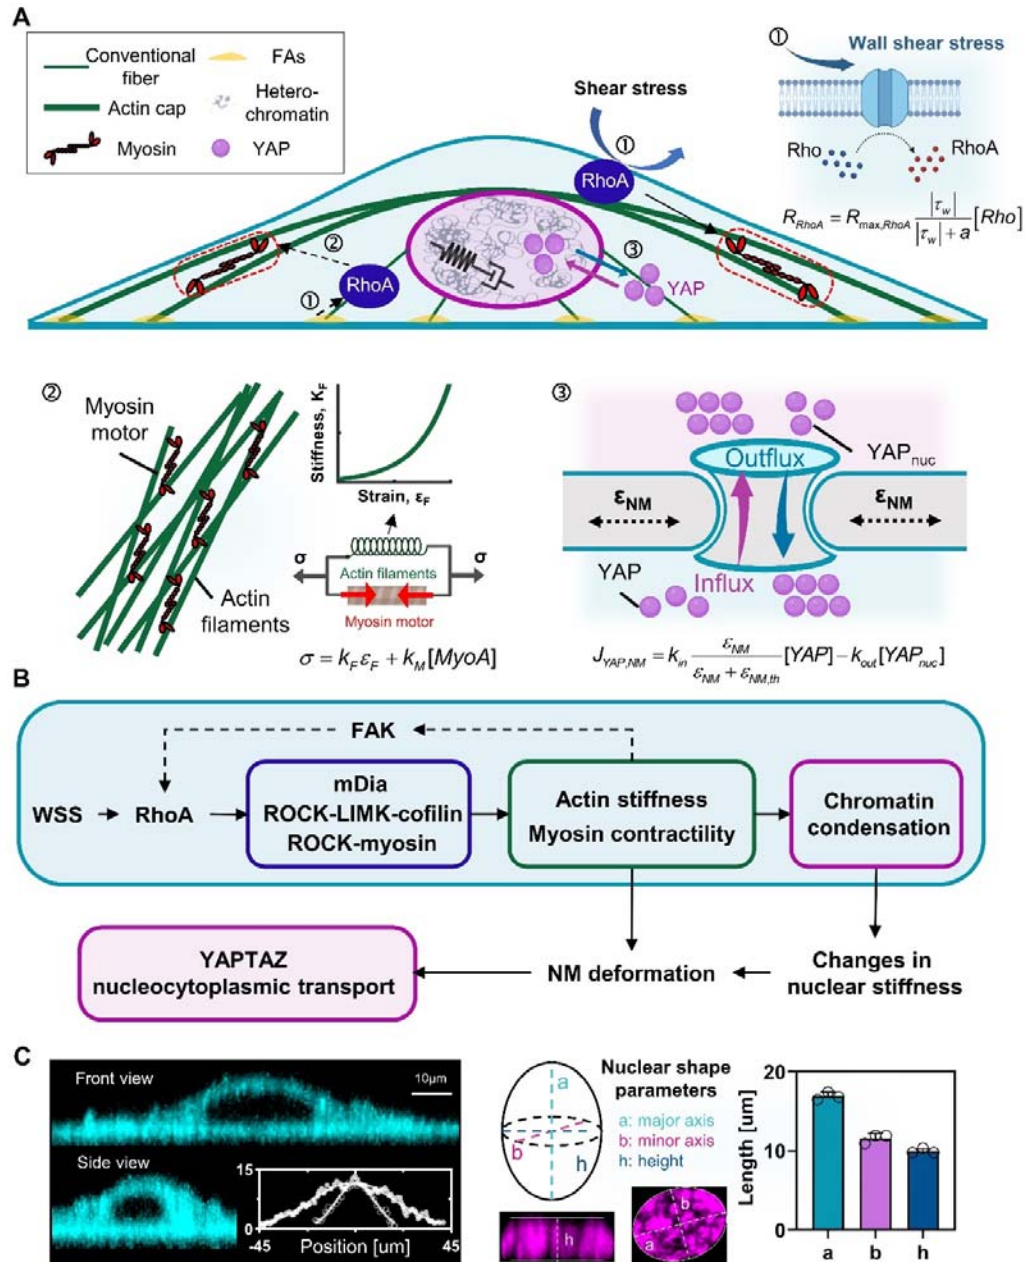 A
Conventional fiber
FAs
Actin cap
Hetero-chromatin
Myosin
YAP
Shear stress
①
RhoA
②
RhoA
①
③
YAP
①
Wall shear stress
Rho
RhoA
R_RhoA = R_max,RhoA |τ_w| / (|τ_w| + a) [Rho]
②
Myosin motor
Actin filaments
Stiffness, K_F
Strain, ε_F
σ
σ
Actin filaments
Myosin motor
σ = k_F ε_F + k_M [MyoA]
③
YAP_nuc
Outflux
ε_NM
ε_NM
YAP
Influx
J_YAP,NM = k_in ε_NM / (ε_NM + ε_NM,th) [YAP] − k_out [YAP_nuc]
B
FAK
WSS
RhoA
mDia
ROCK-LIMK-cofilin
ROCK-myosin
Actin stiffness
Myosin contractility
Chromatin
condensation
YAPTAZ
nucleocytoplasmic transport
NM deformation
Changes in
nuclear stiffness
C
Front view
10μm
Side view
15
0
-45
Position [um]
45
a
b
h
Nuclear shape
parameters
a: major axis
b: minor axis
h: height
h
b
a
Length [um]
20
10
0
a
b
h